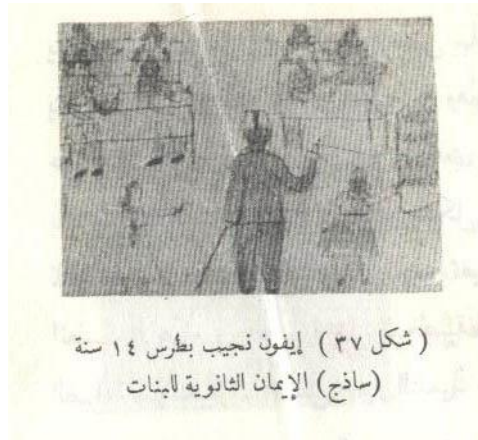 ( شكل ٣٧ ) إيفون نجيب بطرس ١٤ سنة
(ساذج) الإيمان الثانوية للبنات